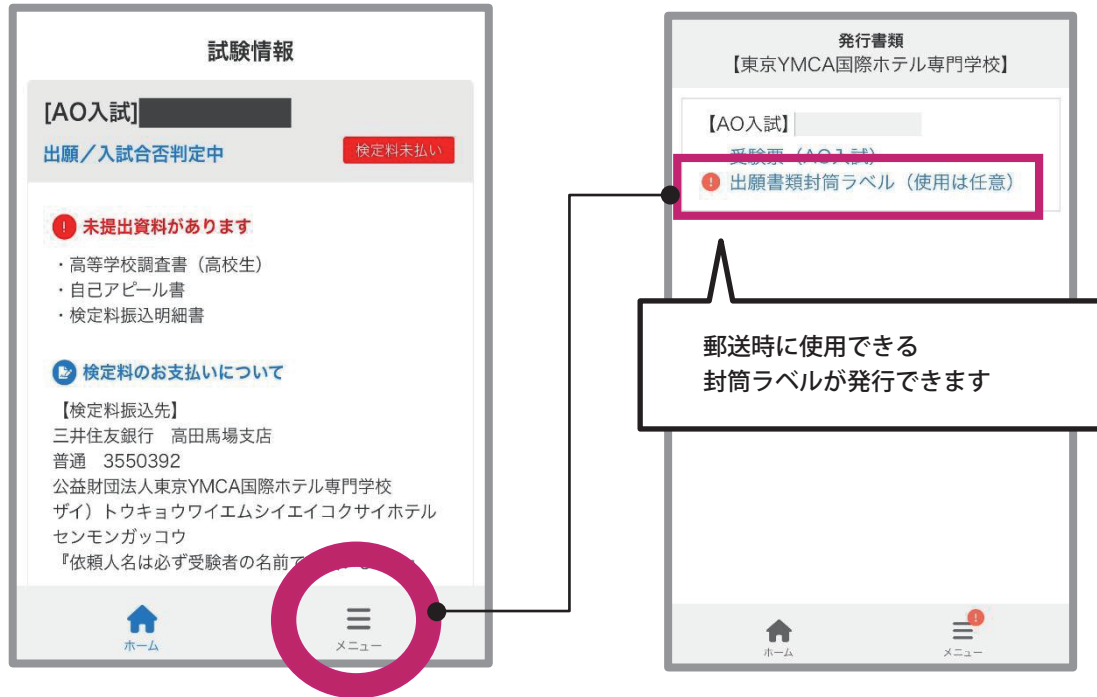 試験情報
[AO入試]
出願／入試合否判定中
検定料未払い
未提出資料があります
・高等学校調査書（高校生）
・自己アピール書
・検定料振込明細書
検定料のお支払いについて
【検定料振込先】
三井住友銀行　高田馬場支店
普通　3550392
公益財団法人東京YMCA国際ホテル専門学校
ザイ）トウキョウワイエムシイエイコクサイホテル
センモンガッコウ
『依頼人名は必ず受験者の名前で
ホーム
メニュー
発行書類
【東京YMCA国際ホテル専門学校】
【AO入試】
受験票（AO入試）
出願書類封筒ラベル（使用は任意）
郵送時に使用できる
封筒ラベルが発行できます
ホーム
メニュー